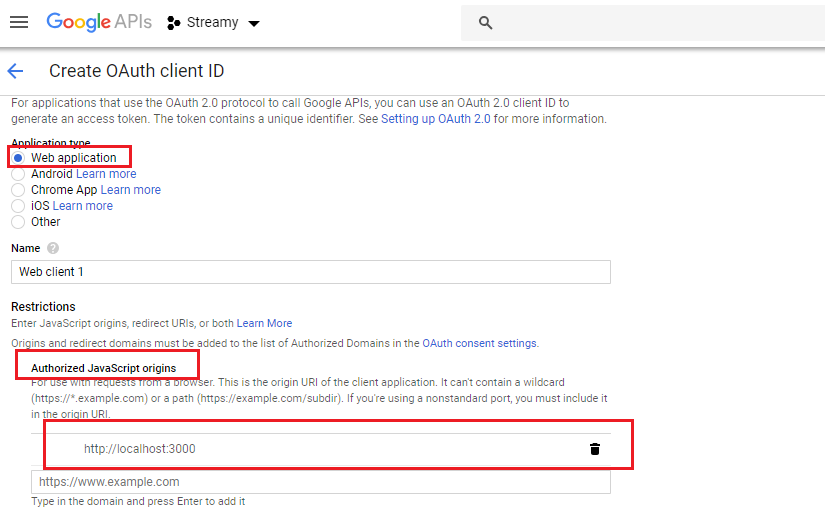 Google APIs Streamy
Create OAuth client ID
For applications that use the OAuth 2.0 protocol to call Google APIs, you can use an OAuth 2.0 client ID to
generate an access token. The token contains a unique identifier. See Setting up OAuth 2.0 for more information.
Application type
Web application
Android Learn more
Chrome App Learn more
iOS Learn more
Other
Name ?
Web client 1
Restrictions
Enter JavaScript origins, redirect URIs, or both Learn More
Origins and redirect domains must be added to the list of Authorized Domains in the OAuth consent settings.
Authorized JavaScript origins
For use with requests from a browser. This is the origin URI of the client application. It can't contain a wildcard
(https://*.example.com) or a path (https://example.com/subdir). If you're using a nonstandard port, you must include it
in the origin URI.
http://localhost:3000
https://www.example.com
Type in the domain and press Enter to add it